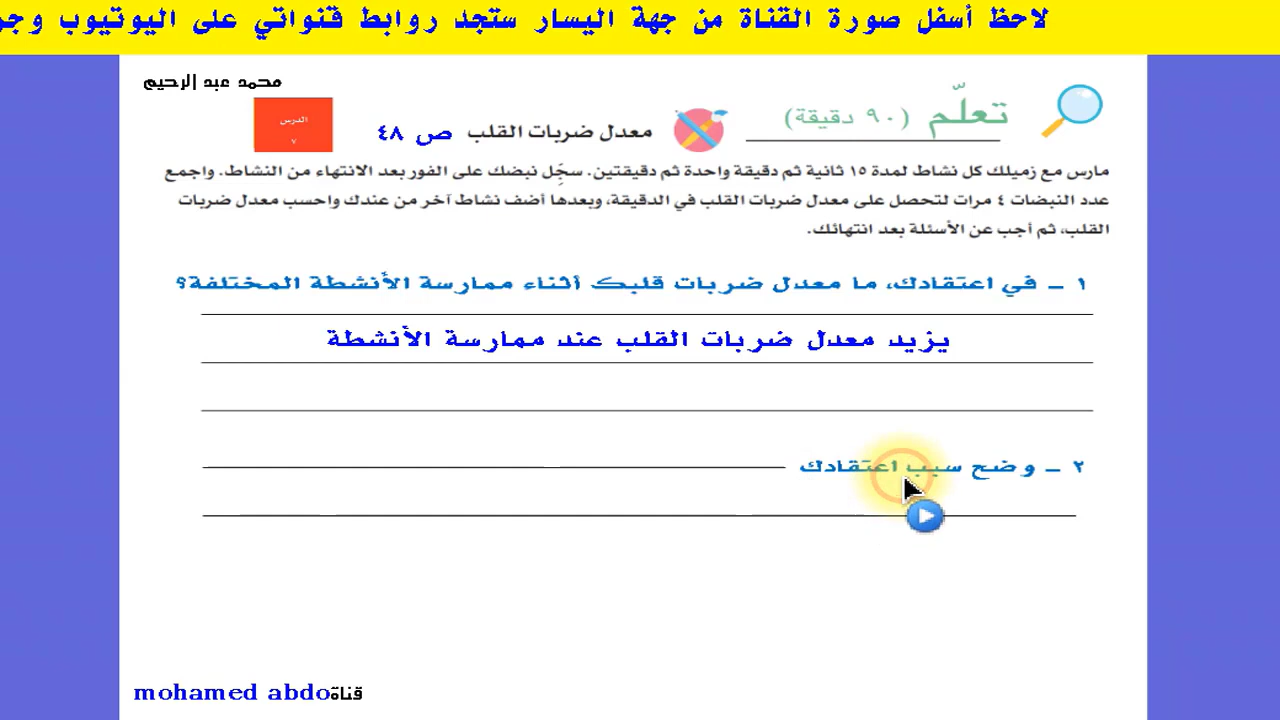 لاحظ أسفل صورة القناة من جهة اليسار ستجد روابط قنواتي على اليوتيوب
محمد عبد الرحيم
تعلّم (٩٠ دقيقة)
معدل ضربات القلب ص ٤٨
الدرس
٧
مارس مع زميلك كل نشاط لمدة ١٥ ثانية ثم دقيقة واحدة ثم دقيقتين. سجِّل نبضك على الفور بعد الانتهاء من النشاط. واجمع
عدد النبضات ٤ مرات لتحصل على معدل ضربات القلب في الدقيقة، وبعدها أضف نشاط آخر من عندك واحسب معدل ضربات
القلب، ثم أجب عن الأسئلة بعد انتهائك.
١ – في اعتقادك، ما معدل ضربات قلبك أثناء ممارسة الأنشطة المختلفة؟
يزيد معدل ضربات القلب عند ممارسة الأنشطة
٢ – وضح سبب اعتقادك
قناة mohamed abdo